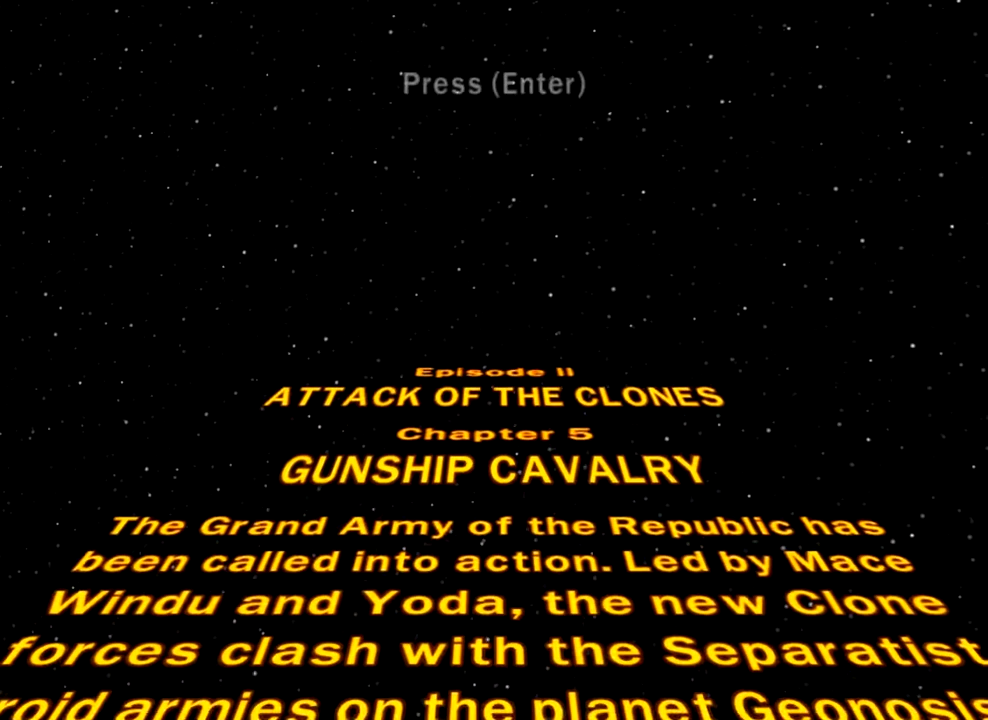 Press (Enter)
Episode II
ATTACK OF THE CLONES
Chapter 5
GUNSHIP CAVALRY
The Grand Army of the Republic has
been called into action. Led by Mace
Windu and Yoda, the new Clone
forces clash with the Separatist
roid armies on the planet Geonosis